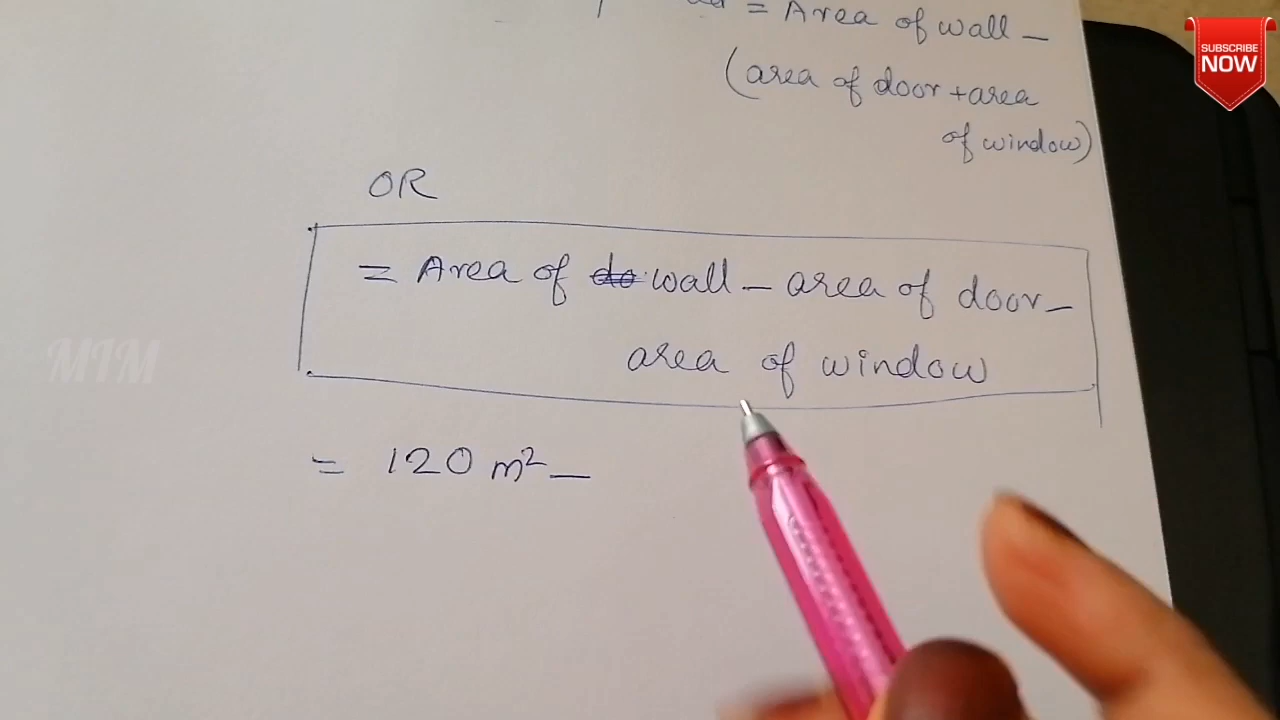 = Area of wall –
(area of door + area
of window)
OR
= Area of do wall – area of door –
area of window
= 120 m² –
SUBSCRIBE
NOW
MIM